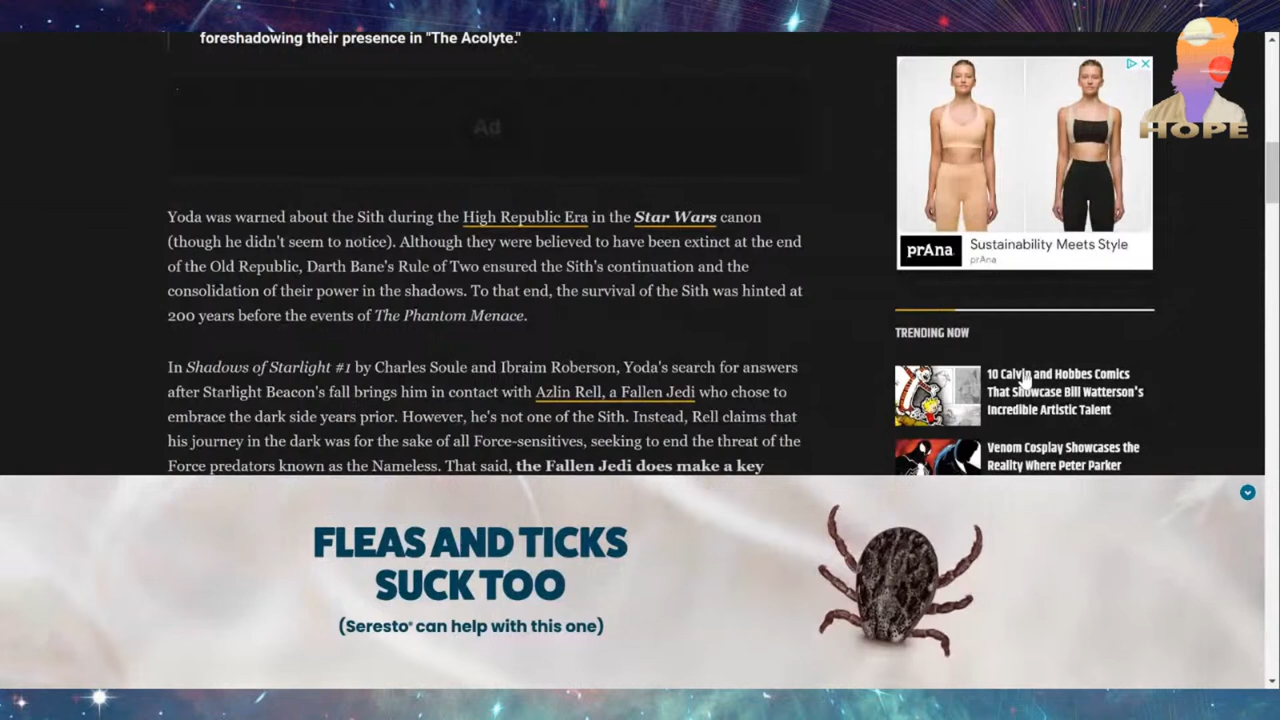 foreshadowing their presence in "The Acolyte."
Ad
Yoda was warned about the Sith during the High Republic Era in the Star Wars canon
(though he didn't seem to notice). Although they were believed to have been extinct at the end
of the Old Republic, Darth Bane's Rule of Two ensured the Sith's continuation and the
consolidation of their power in the shadows. To that end, the survival of the Sith was hinted at
200 years before the events of The Phantom Menace.
In Shadows of Starlight #1 by Charles Soule and Ibraim Roberson, Yoda's search for answers
after Starlight Beacon's fall brings him in contact with Azlin Rell, a Fallen Jedi who chose to
embrace the dark side years prior. However, he's not one of the Sith. Instead, Rell claims that
his journey in the dark was for the sake of all Force-sensitives, seeking to end the threat of the
Force predators known as the Nameless. That said, the Fallen Jedi does make a key
HOPE
prAna
Sustainability Meets Style
prAna
TRENDING NOW
10 Calvin and Hobbes Comics
That Showcase Bill Watterson's
Incredible Artistic Talent
Venom Cosplay Showcases the
Reality Where Peter Parker
FLEAS AND TICKS
SUCK TOO
(Seresto® can help with this one)